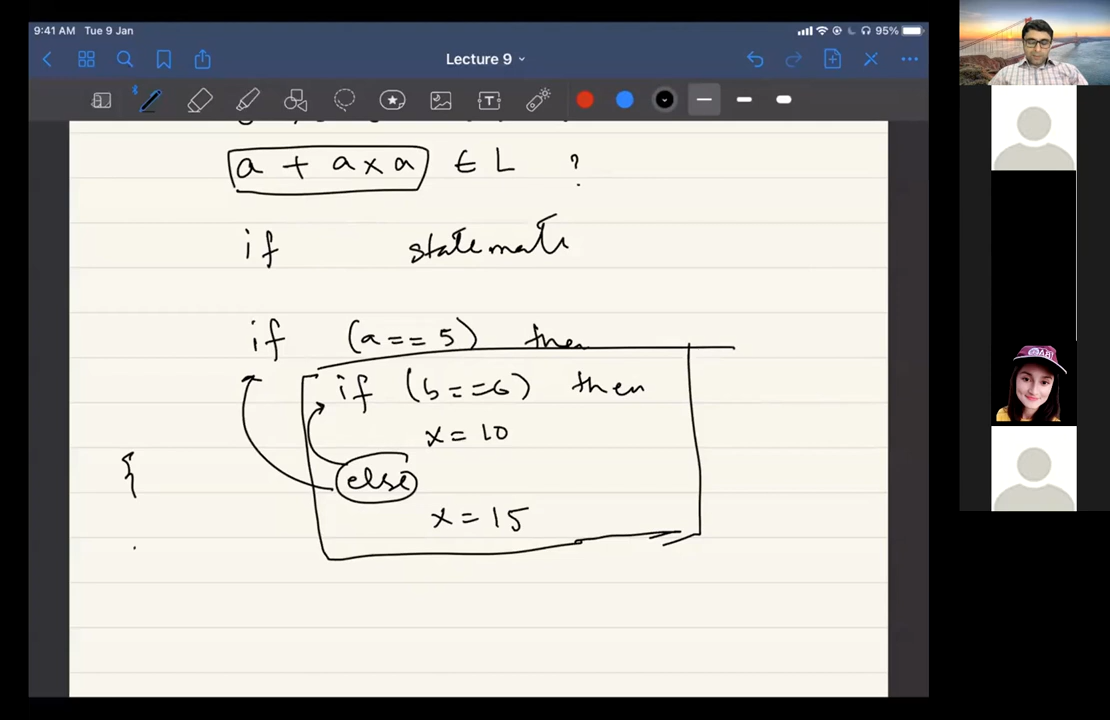 9:41 AM Tue 9 Jan
95%
Lecture 9
a + a x a ∈ L ?
if statemate
if (a == 5) then
if (b == 6) then
x = 10
{ else
x = 15